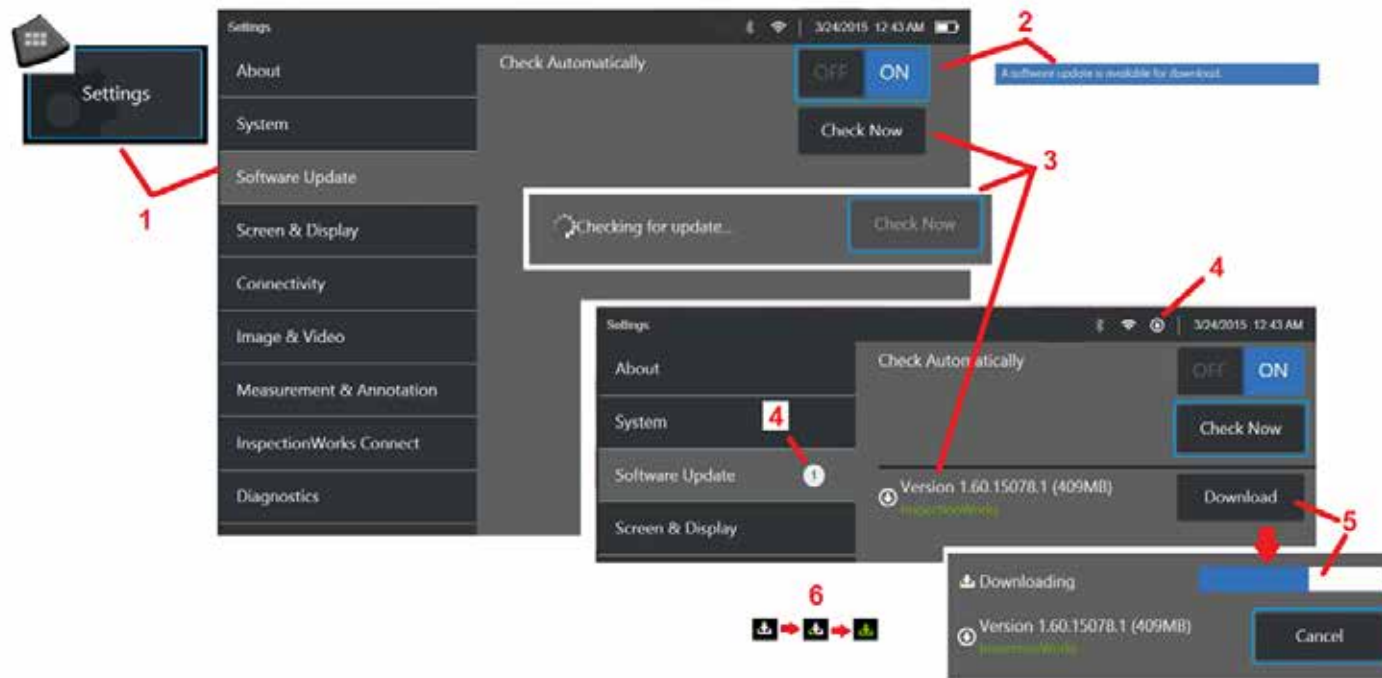 Settings
1
Settings
3/24/2015 12:43 AM
About
System
Software Update
Screen & Display
Connectivity
Image & Video
Measurement & Annotation
InspectionWorks Connect
Diagnostics
Check Automatically
OFF ON
Check Now
2
A software update is available for download.
3
Checking for update...
Check Now
4
Settings
3/24/2015 12:43 AM
About
System
4
Software Update 1
Screen & Display
Check Automatically
OFF ON
Check Now
Version 1.60.15078.1 (409MB)
InspectionWorks
Download
5
Downloading
Version 1.60.15078.1 (409MB)
InspectionWorks
Cancel
6